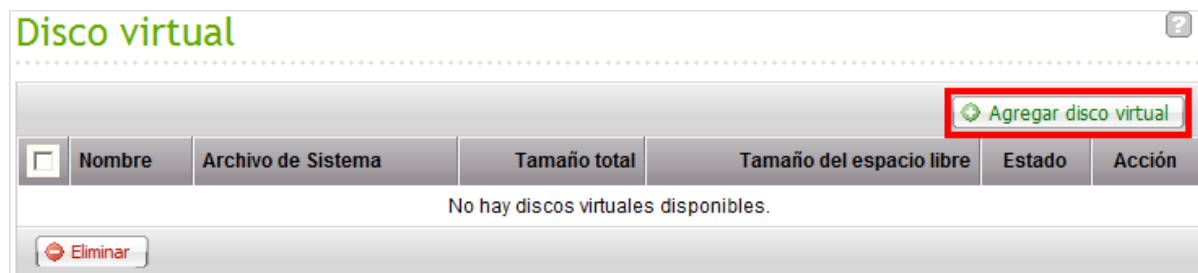 Disco virtual
?
Agregar disco virtual
Nombre Archivo de Sistema Tamaño total Tamaño del espacio libre Estado Acción
No hay discos virtuales disponibles.
Eliminar